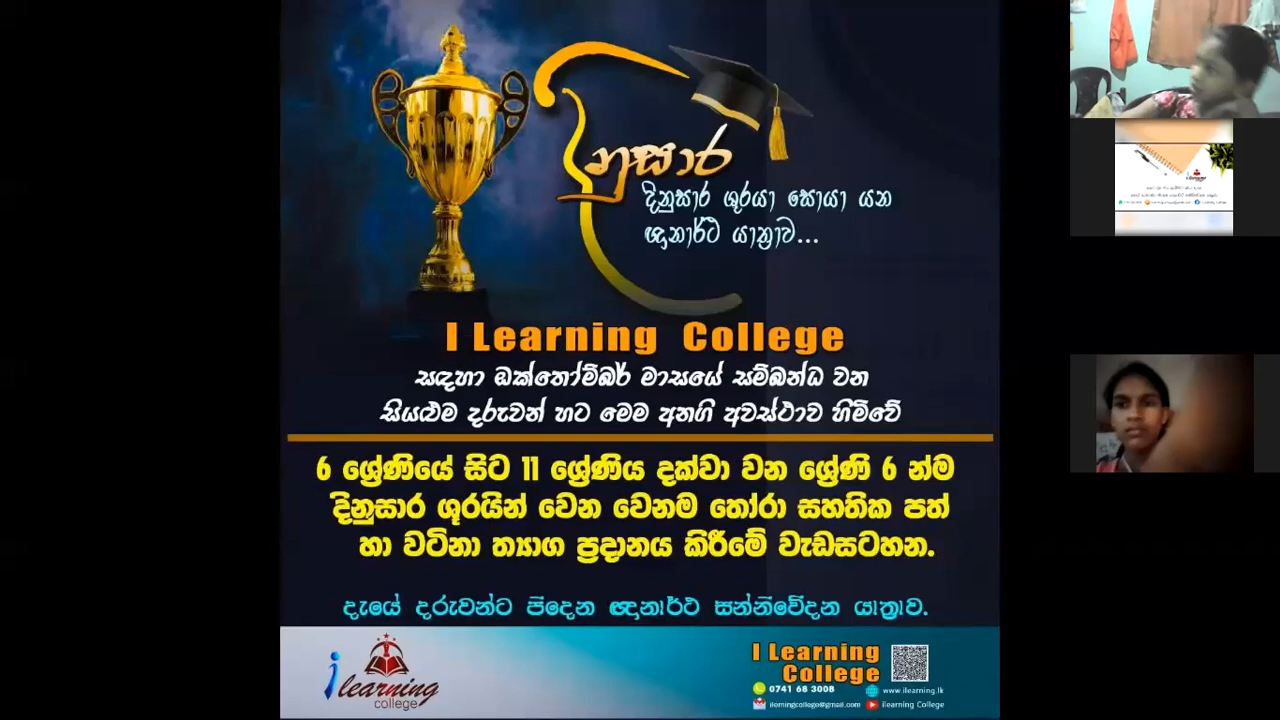 දිනුසාර
දිනුසාර ශූරයා සොයා යන
ඥානාර්ථ යාත්‍රාව...
I Learning College
සඳහා ඔක්තෝම්බර් මාසයේ සම්බන්ධ වන
සියළුම දරුවන් හට මෙම අනගි අවස්ථාව හිමිවේ
6 ශ්‍රේණියේ සිට 11 ශ්‍රේණිය දක්වා වන ශ්‍රේණි 6 න්ම
දිනුසාර ශූරයින් වෙන වෙනම තෝරා සහතික පත්
හා වටිනා ත්‍යාග ප්‍රදානය කිරීමේ වැඩසටහන.
දැයේ දරුවන්ට පිදෙන ඥානාර්ථ සන්නිවේදන යාත්‍රාව.
ilearning
college
I Learning
College
0741 68 3008
www.ilearning.lk
ilerningcollege@gmail.com
iLearning College